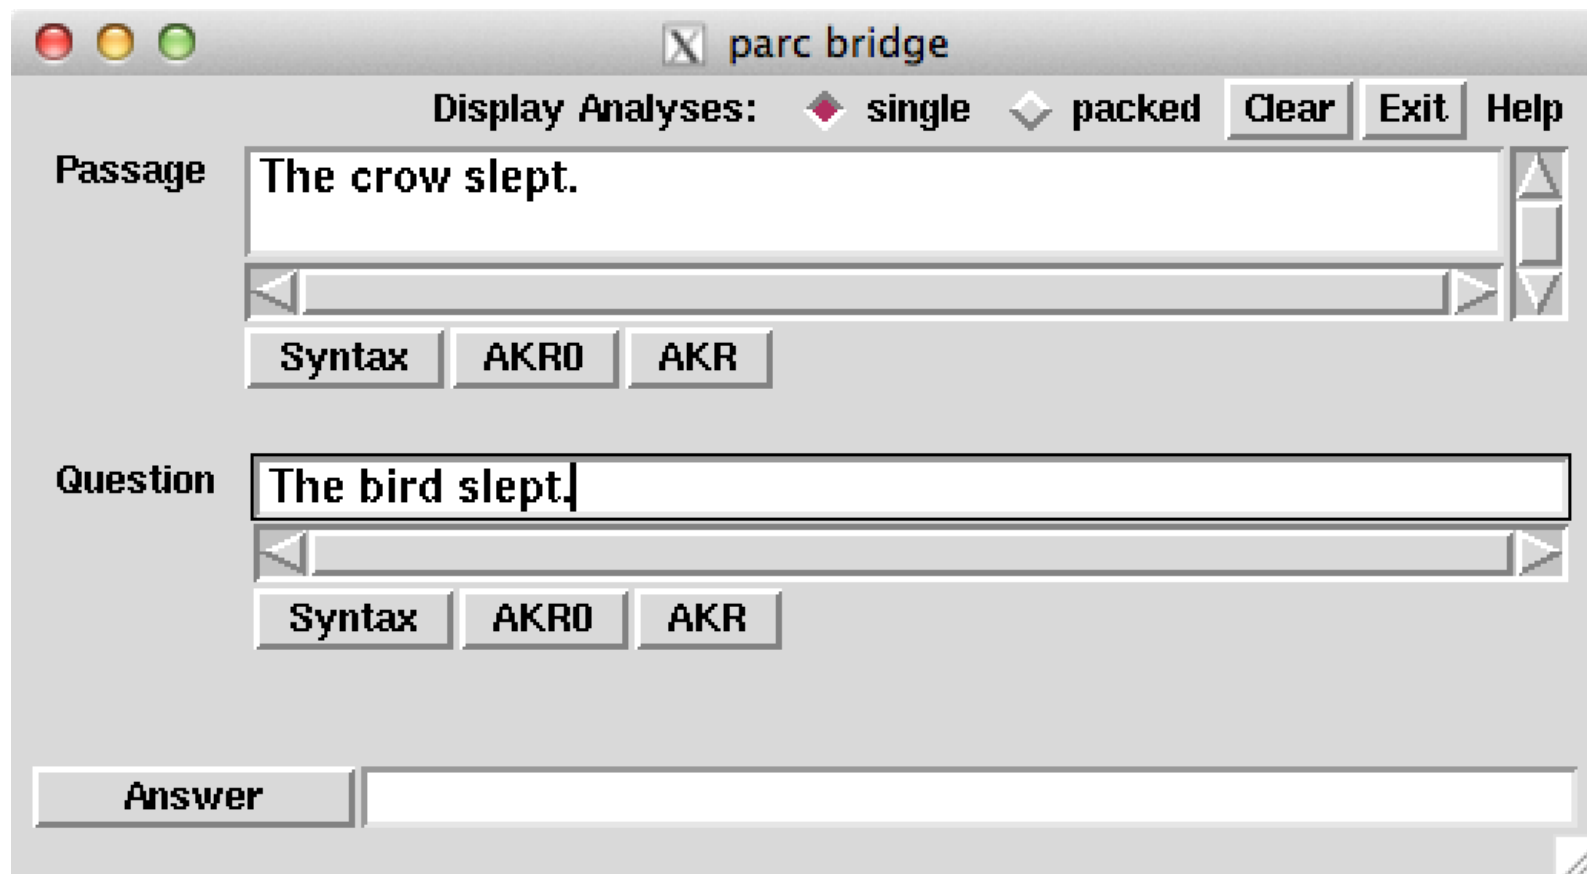 parc bridge
Display Analyses: single packed Clear Exit Help
Passage The crow slept.
Syntax AKR0 AKR
Question The bird slept.
Syntax AKR0 AKR
Answer